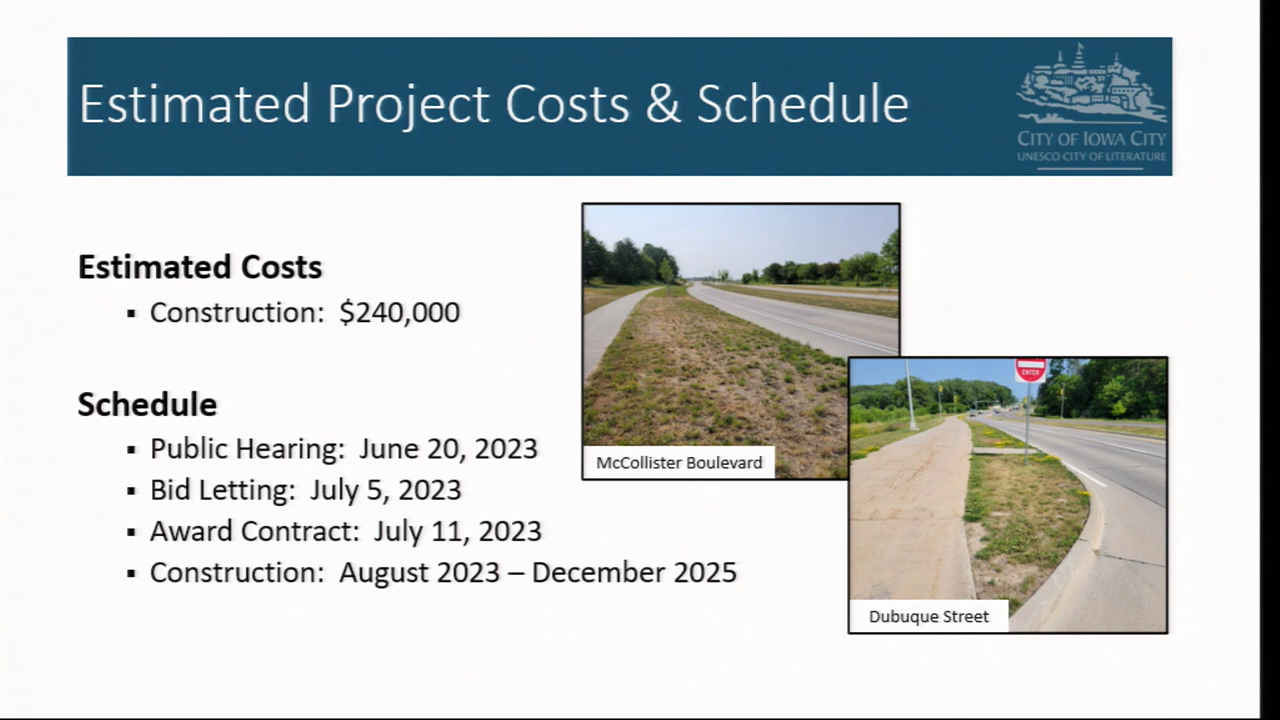 Estimated Project Costs & Schedule
CITY OF IOWA CITY
UNESCO CITY OF LITERATURE
Estimated Costs
▪ Construction: $240,000
Schedule
▪ Public Hearing: June 20, 2023
▪ Bid Letting: July 5, 2023
▪ Award Contract: July 11, 2023
▪ Construction: August 2023 – December 2025
McCollister Boulevard
ENTER
Dubuque Street